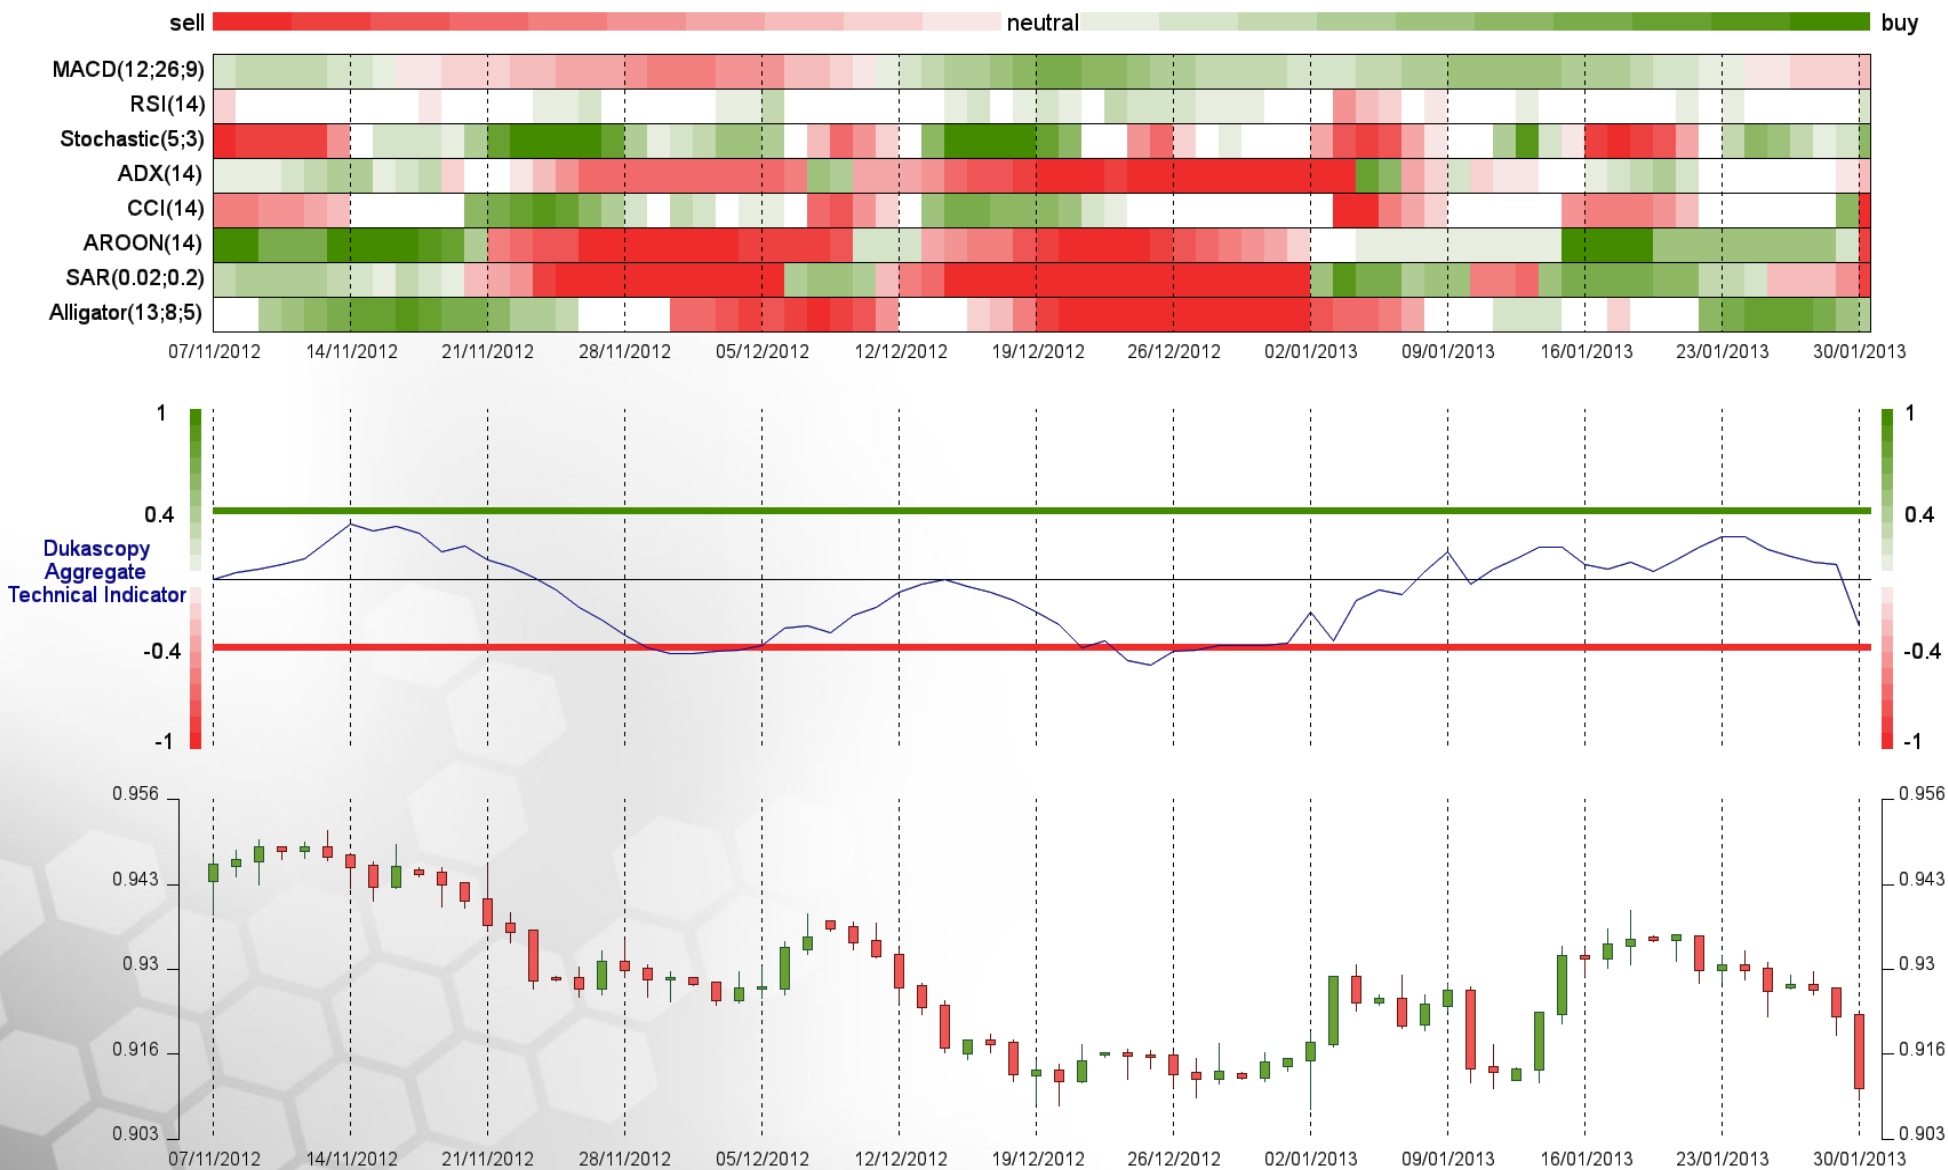 sell neutral buy
MACD(12;26;9)
RSI(14)
Stochastic(5;3)
ADX(14)
CCI(14)
AROON(14)
SAR(0.02;0.2)
Alligator(13;8;5)
07/11/2012 14/11/2012 21/11/2012 28/11/2012 05/12/2012 12/12/2012 19/12/2012 26/12/2012 02/01/2013 09/01/2013 16/01/2013 23/01/2013 30/01/2013
1 1
0.4 0.4
Dukascopy
Aggregate
Technical Indicator
-0.4 -0.4
-1 -1
0.956 0.956
0.943 0.943
0.93 0.93
0.916 0.916
0.903 0.903
07/11/2012 14/11/2012 21/11/2012 28/11/2012 05/12/2012 12/12/2012 19/12/2012 26/12/2012 02/01/2013 09/01/2013 16/01/2013 23/01/2013 30/01/2013